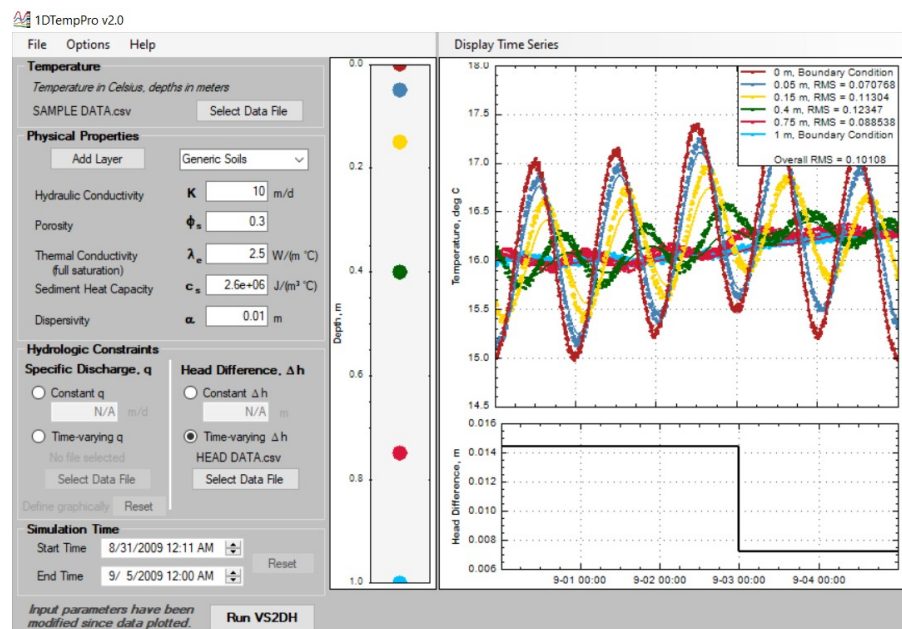 1DTempPro v2.0
File Options Help
Temperature
Temperature in Celsius, depths in meters
SAMPLE DATA.csv Select Data File
Physical Properties
Add Layer Generic Soils
Hydraulic Conductivity K 10 m/d
Porosity ϕs 0.3
Thermal Conductivity λe 2.5 W/(m °C)
(full saturation)
Sediment Heat Capacity cs 2.6e+06 J/(m³ °C)
Dispersivity α 0.01 m
Hydrologic Constraints
Specific Discharge, q Head Difference, Δh
Constant q Constant Δh
N/A m/d N/A m
Time-varying q Time-varying Δh
No file selected HEAD DATA.csv
Select Data File Select Data File
Define graphically Reset
Simulation Time
Start Time 8/31/2009 12:11 AM
Reset
End Time 9/ 5/2009 12:00 AM
Input parameters have been
modified since data plotted.
Run VS2DH
0.0
0.2
0.4
0.6
0.8
1.0
Depth, m
Display Time Series
18.0
17.5
17.0
16.5
16.0
15.5
15.0
14.5
Temperature, deg C
0 m, Boundary Condition
0.05 m, RMS = 0.070768
0.15 m, RMS = 0.11304
0.4 m, RMS = 0.12347
0.75 m, RMS = 0.088538
1 m, Boundary Condition
Overall RMS = 0.10108
0.016
0.014
0.012
0.010
0.008
0.006
Head Difference, m
9-01 00:00 9-02 00:00 9-03 00:00 9-04 00:00